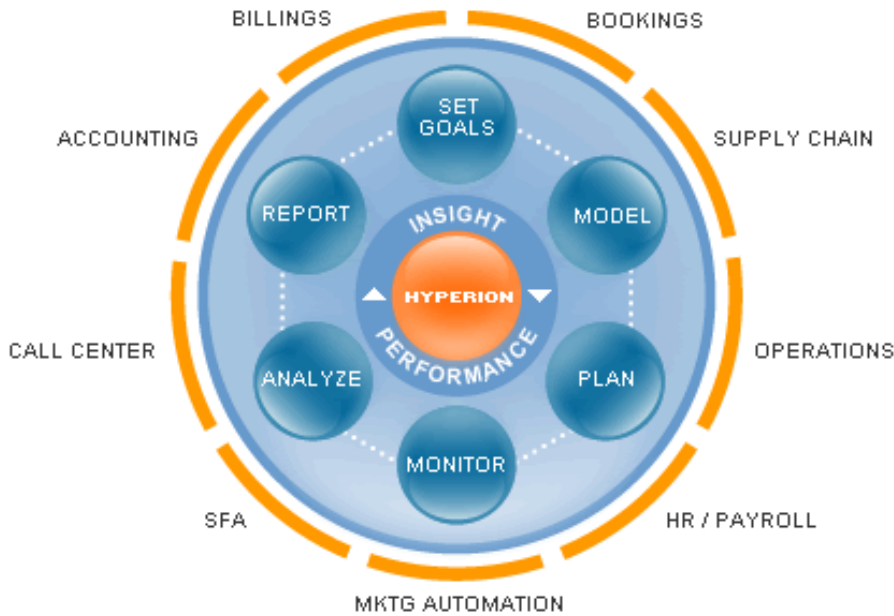 BILLINGS
BOOKINGS
ACCOUNTING
SUPPLY CHAIN
SET
GOALS
REPORT
MODEL
INSIGHT
HYPERION
PERFORMANCE
CALL CENTER
OPERATIONS
ANALYZE
PLAN
MONITOR
SFA
HR / PAYROLL
MKTG AUTOMATION